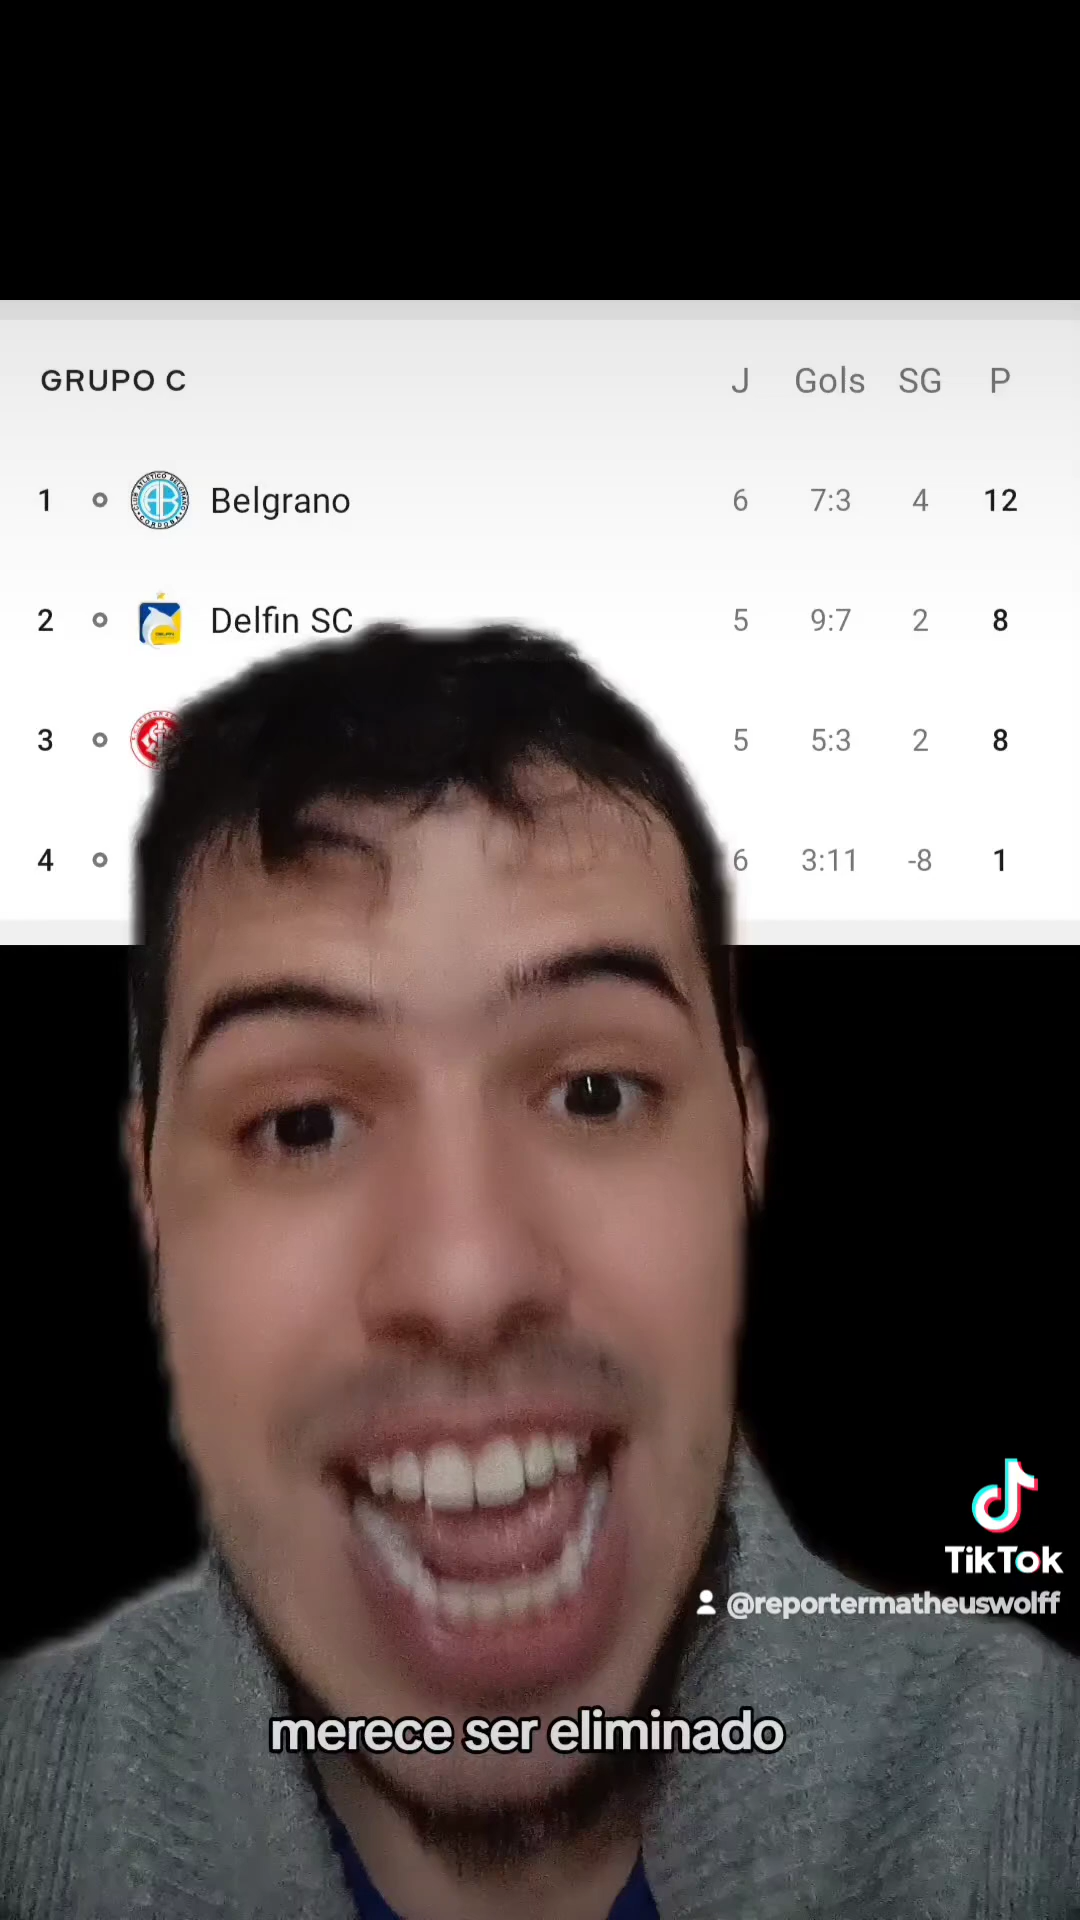 GRUPO C J Gols SG P
1 Belgrano 6 7:3 4 12
2 Delfin SC 5 9:7 2 8
3 5 5:3 2 8
4 6 3:11 -8 1
TikTok
@reportermatheuswolff
merece ser eliminado